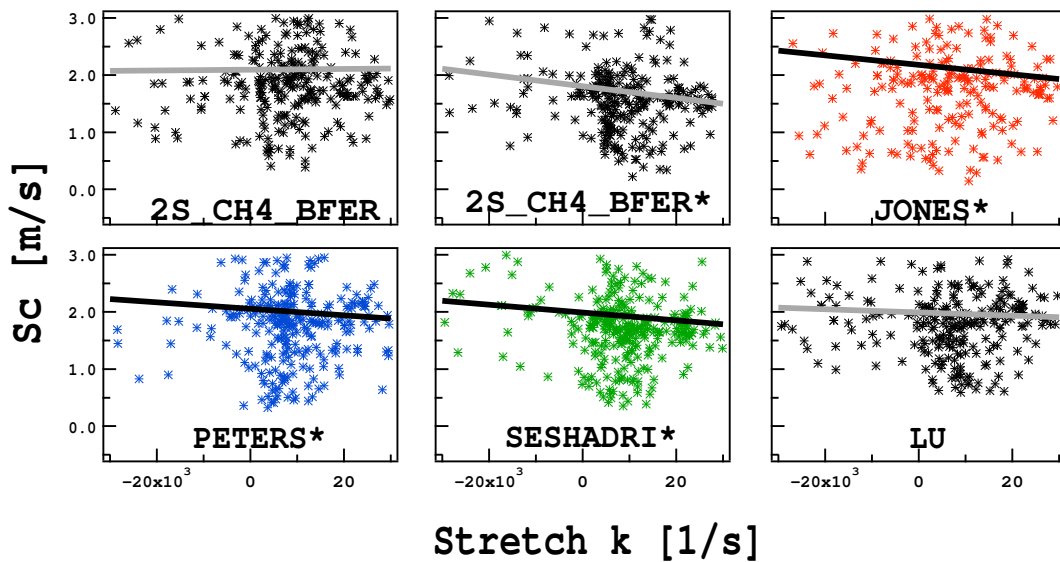 Sc [m/s]
3.0
2.0
1.0
0.0
2S_CH4_BFER
2S_CH4_BFER*
JONES*
3.0
2.0
1.0
0.0
PETERS*
SESHADRI*
LU
-20x10³ 0 20
-20x10³ 0 20
-20x10³ 0 20
Stretch k [1/s]